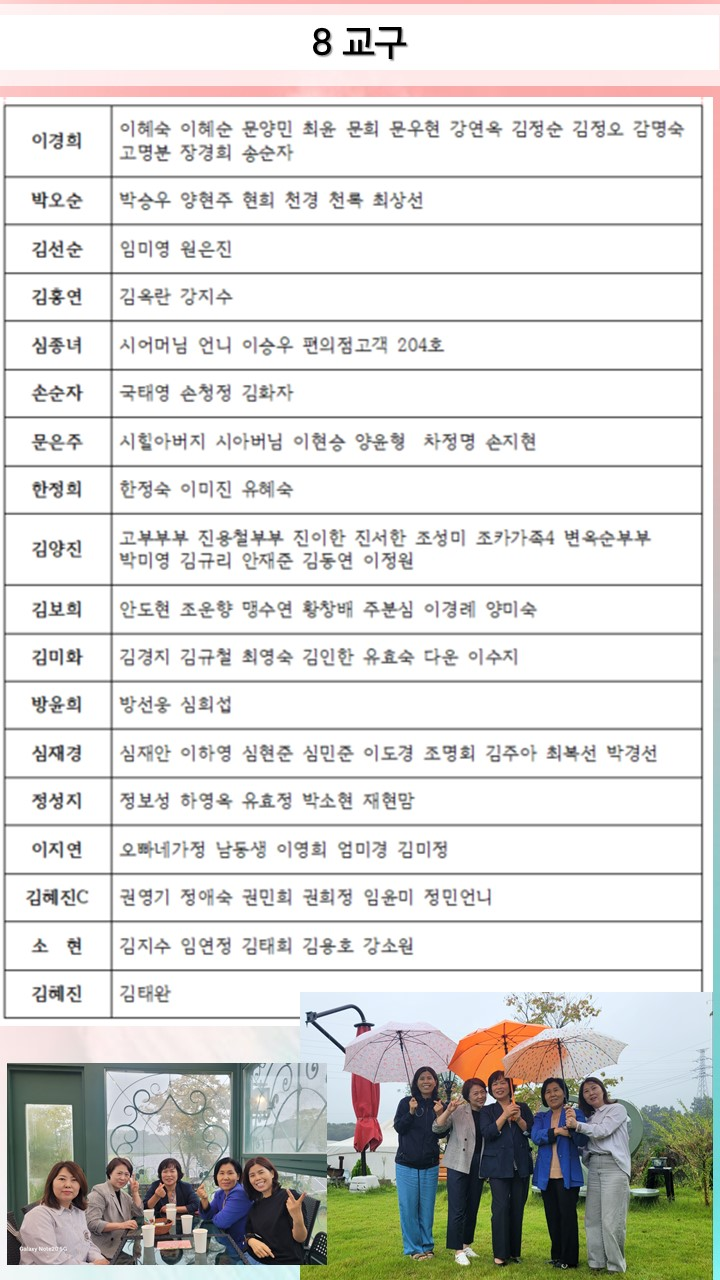 8 교구
이경희 이혜숙 이혜순 문양민 최윤 문희 문우현 강연옥 김정순 김정오 감명숙
고명분 장경희 송순자
박오순 박승우 양현주 현희 천경 천록 최상선
김선순 임미영 원은진
김홍연 김옥란 강지수
심종녀 시어머님 언니 이승우 편의점고객 204호
손순자 국태영 손청정 김화자
문은주 시힐아버지 시아버님 이현승 양윤형 차정명 손지현
한정희 한정숙 이미진 유혜숙
김양진 고부부부 진용철부부 진이한 진서한 조성미 조카가족4 변옥순부부
박미영 김규리 안재준 김동연 이정원
김보희 안도현 조운향 맹수연 황창배 주분심 이경례 양미숙
김미화 김경지 김규철 최영숙 김인한 유효숙 다운 이수지
방윤희 방선웅 심희섭
심재경 심재안 이하영 심현준 심민준 이도경 조명회 김주아 최복선 박경선
정성지 정보성 하영옥 유효정 박소현 재현맘
이지연 오빠네가정 남동생 이영희 엄미경 김미정
김혜진C 권영기 정애숙 권민희 권희정 임윤미 정민언니
소 현 김지수 임연정 김태희 김용호 강소원
김혜진 김태완